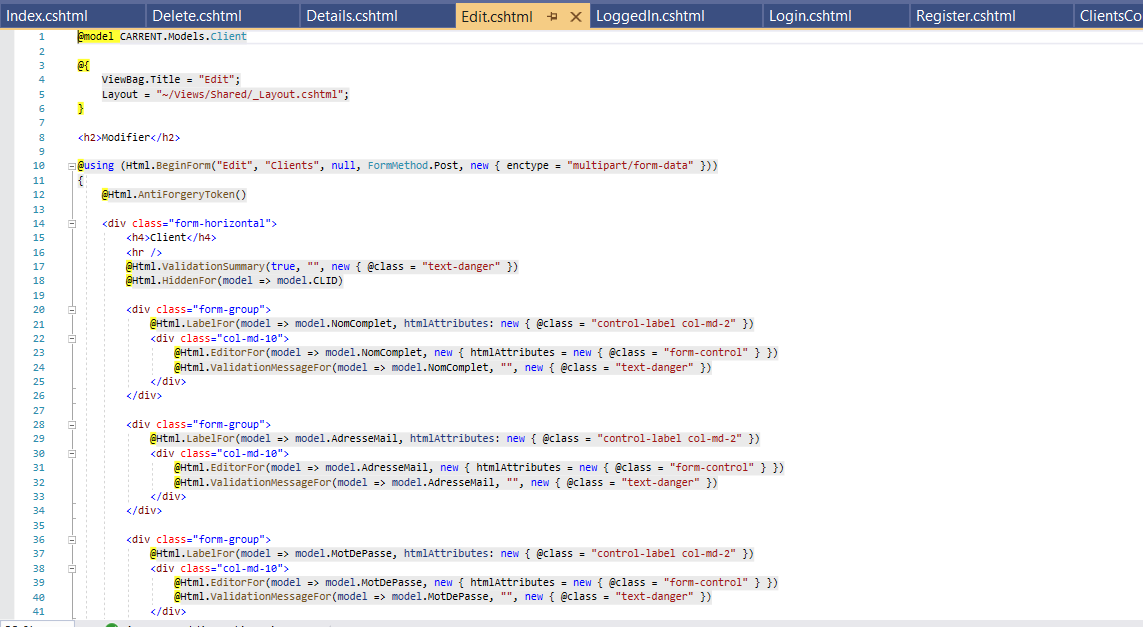 Index.cshtml Delete.cshtml Details.cshtml Edit.cshtml LoggedIn.cshtml Login.cshtml Register.cshtml ClientsCo
1 @model CARRENT.Models.Client
2
3 @{
4 ViewBag.Title = "Edit";
5 Layout = "~/Views/Shared/_Layout.cshtml";
6 }
7
8 <h2>Modifier</h2>
9
10 @using (Html.BeginForm("Edit", "Clients", null, FormMethod.Post, new { enctype = "multipart/form-data" }))
11 {
12 @Html.AntiForgeryToken()
13
14 <div class="form-horizontal">
15 <h4>Client</h4>
16 <hr />
17 @Html.ValidationSummary(true, "", new { @class = "text-danger" })
18 @Html.HiddenFor(model => model.CLID)
19
20 <div class="form-group">
21 @Html.LabelFor(model => model.NomComplet, htmlAttributes: new { @class = "control-label col-md-2" })
22 <div class="col-md-10">
23 @Html.EditorFor(model => model.NomComplet, new { htmlAttributes = new { @class = "form-control" } })
24 @Html.ValidationMessageFor(model => model.NomComplet, "", new { @class = "text-danger" })
25 </div>
26 </div>
27
28 <div class="form-group">
29 @Html.LabelFor(model => model.AdresseMail, htmlAttributes: new { @class = "control-label col-md-2" })
30 <div class="col-md-10">
31 @Html.EditorFor(model => model.AdresseMail, new { htmlAttributes = new { @class = "form-control" } })
32 @Html.ValidationMessageFor(model => model.AdresseMail, "", new { @class = "text-danger" })
33 </div>
34 </div>
35
36 <div class="form-group">
37 @Html.LabelFor(model => model.MotDePasse, htmlAttributes: new { @class = "control-label col-md-2" })
38 <div class="col-md-10">
39 @Html.EditorFor(model => model.MotDePasse, new { htmlAttributes = new { @class = "form-control" } })
40 @Html.ValidationMessageFor(model => model.MotDePasse, "", new { @class = "text-danger" })
41 </div>